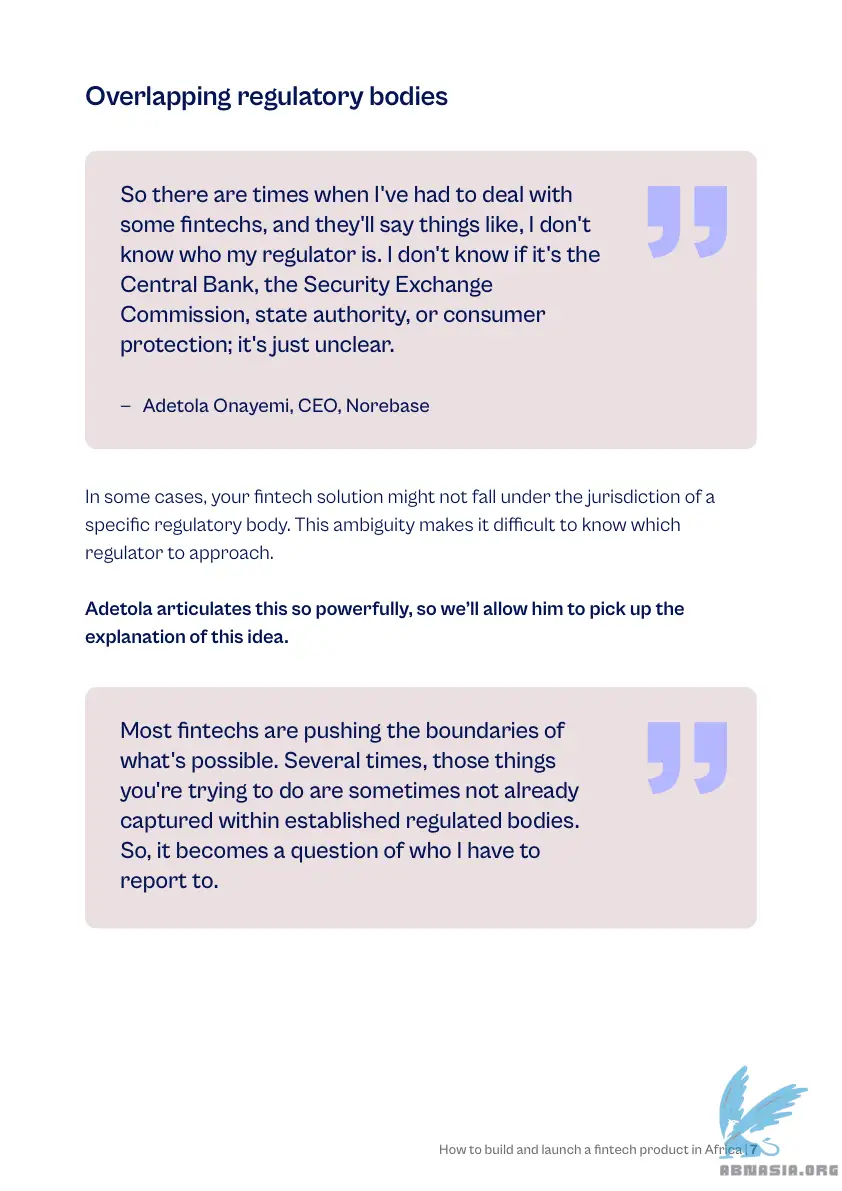 Overlapping regulatory bodies
So there are times when I've had to deal with
some fintechs, and they'll say things like, I don't
know who my regulator is. I don't know if it's the
Central Bank, the Security Exchange
Commission, state authority, or consumer
protection; it's just unclear.
– Adetola Onayemi, CEO, Norebase
In some cases, your fintech solution might not fall under the jurisdiction of a
specific regulatory body. This ambiguity makes it difficult to know which
regulator to approach.
Adetola articulates this so powerfully, so we’ll allow him to pick up the
explanation of this idea.
Most fintechs are pushing the boundaries of
what's possible. Several times, those things
you're trying to do are sometimes not already
captured within established regulated bodies.
So, it becomes a question of who I have to
report to.
How to build and launch a fintech product in Africa | 7
ABNASIA.ORG